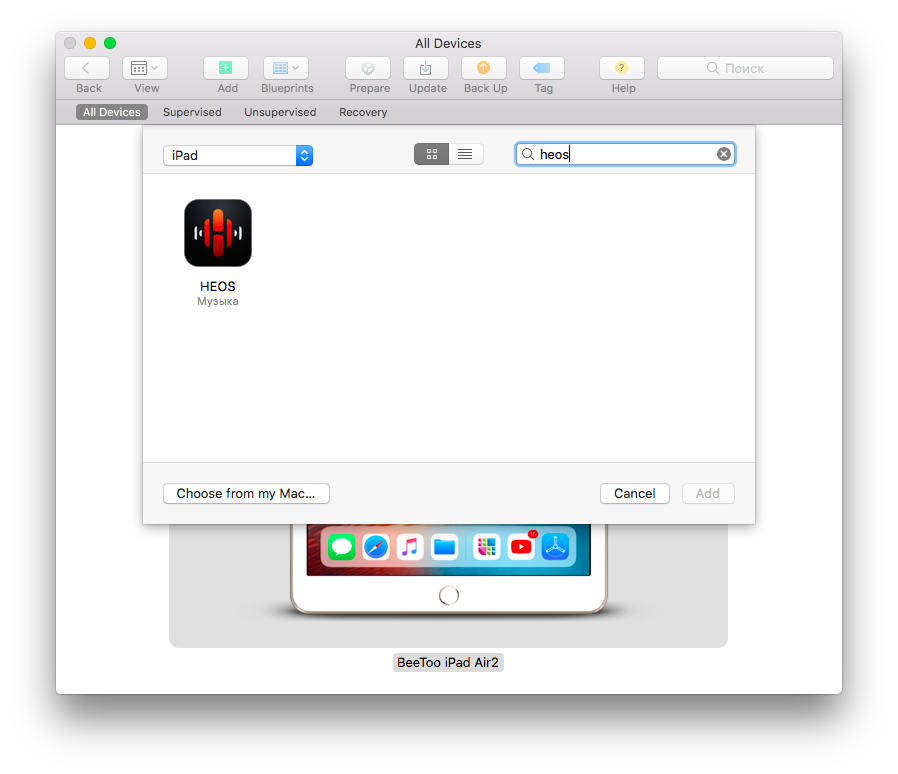 All Devices
Back View Add Blueprints Prepare Update Back Up Tag Help Поиск
All Devices Supervised Unsupervised Recovery
iPad heos
HEOS
Музыка
Choose from my Mac... Cancel Add
BeeToo iPad Air2